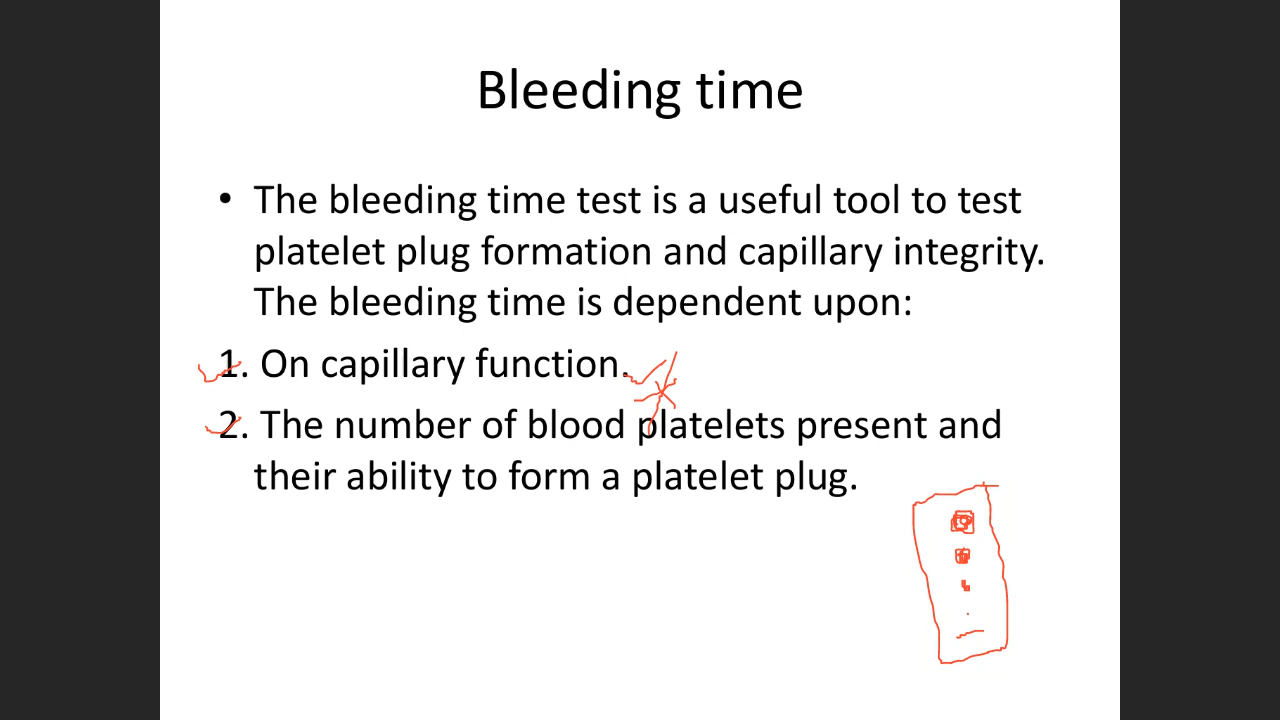 Bleeding time
• The bleeding time test is a useful tool to test
platelet plug formation and capillary integrity.
The bleeding time is dependent upon:
1. On capillary function.
2. The number of blood platelets present and
their ability to form a platelet plug.